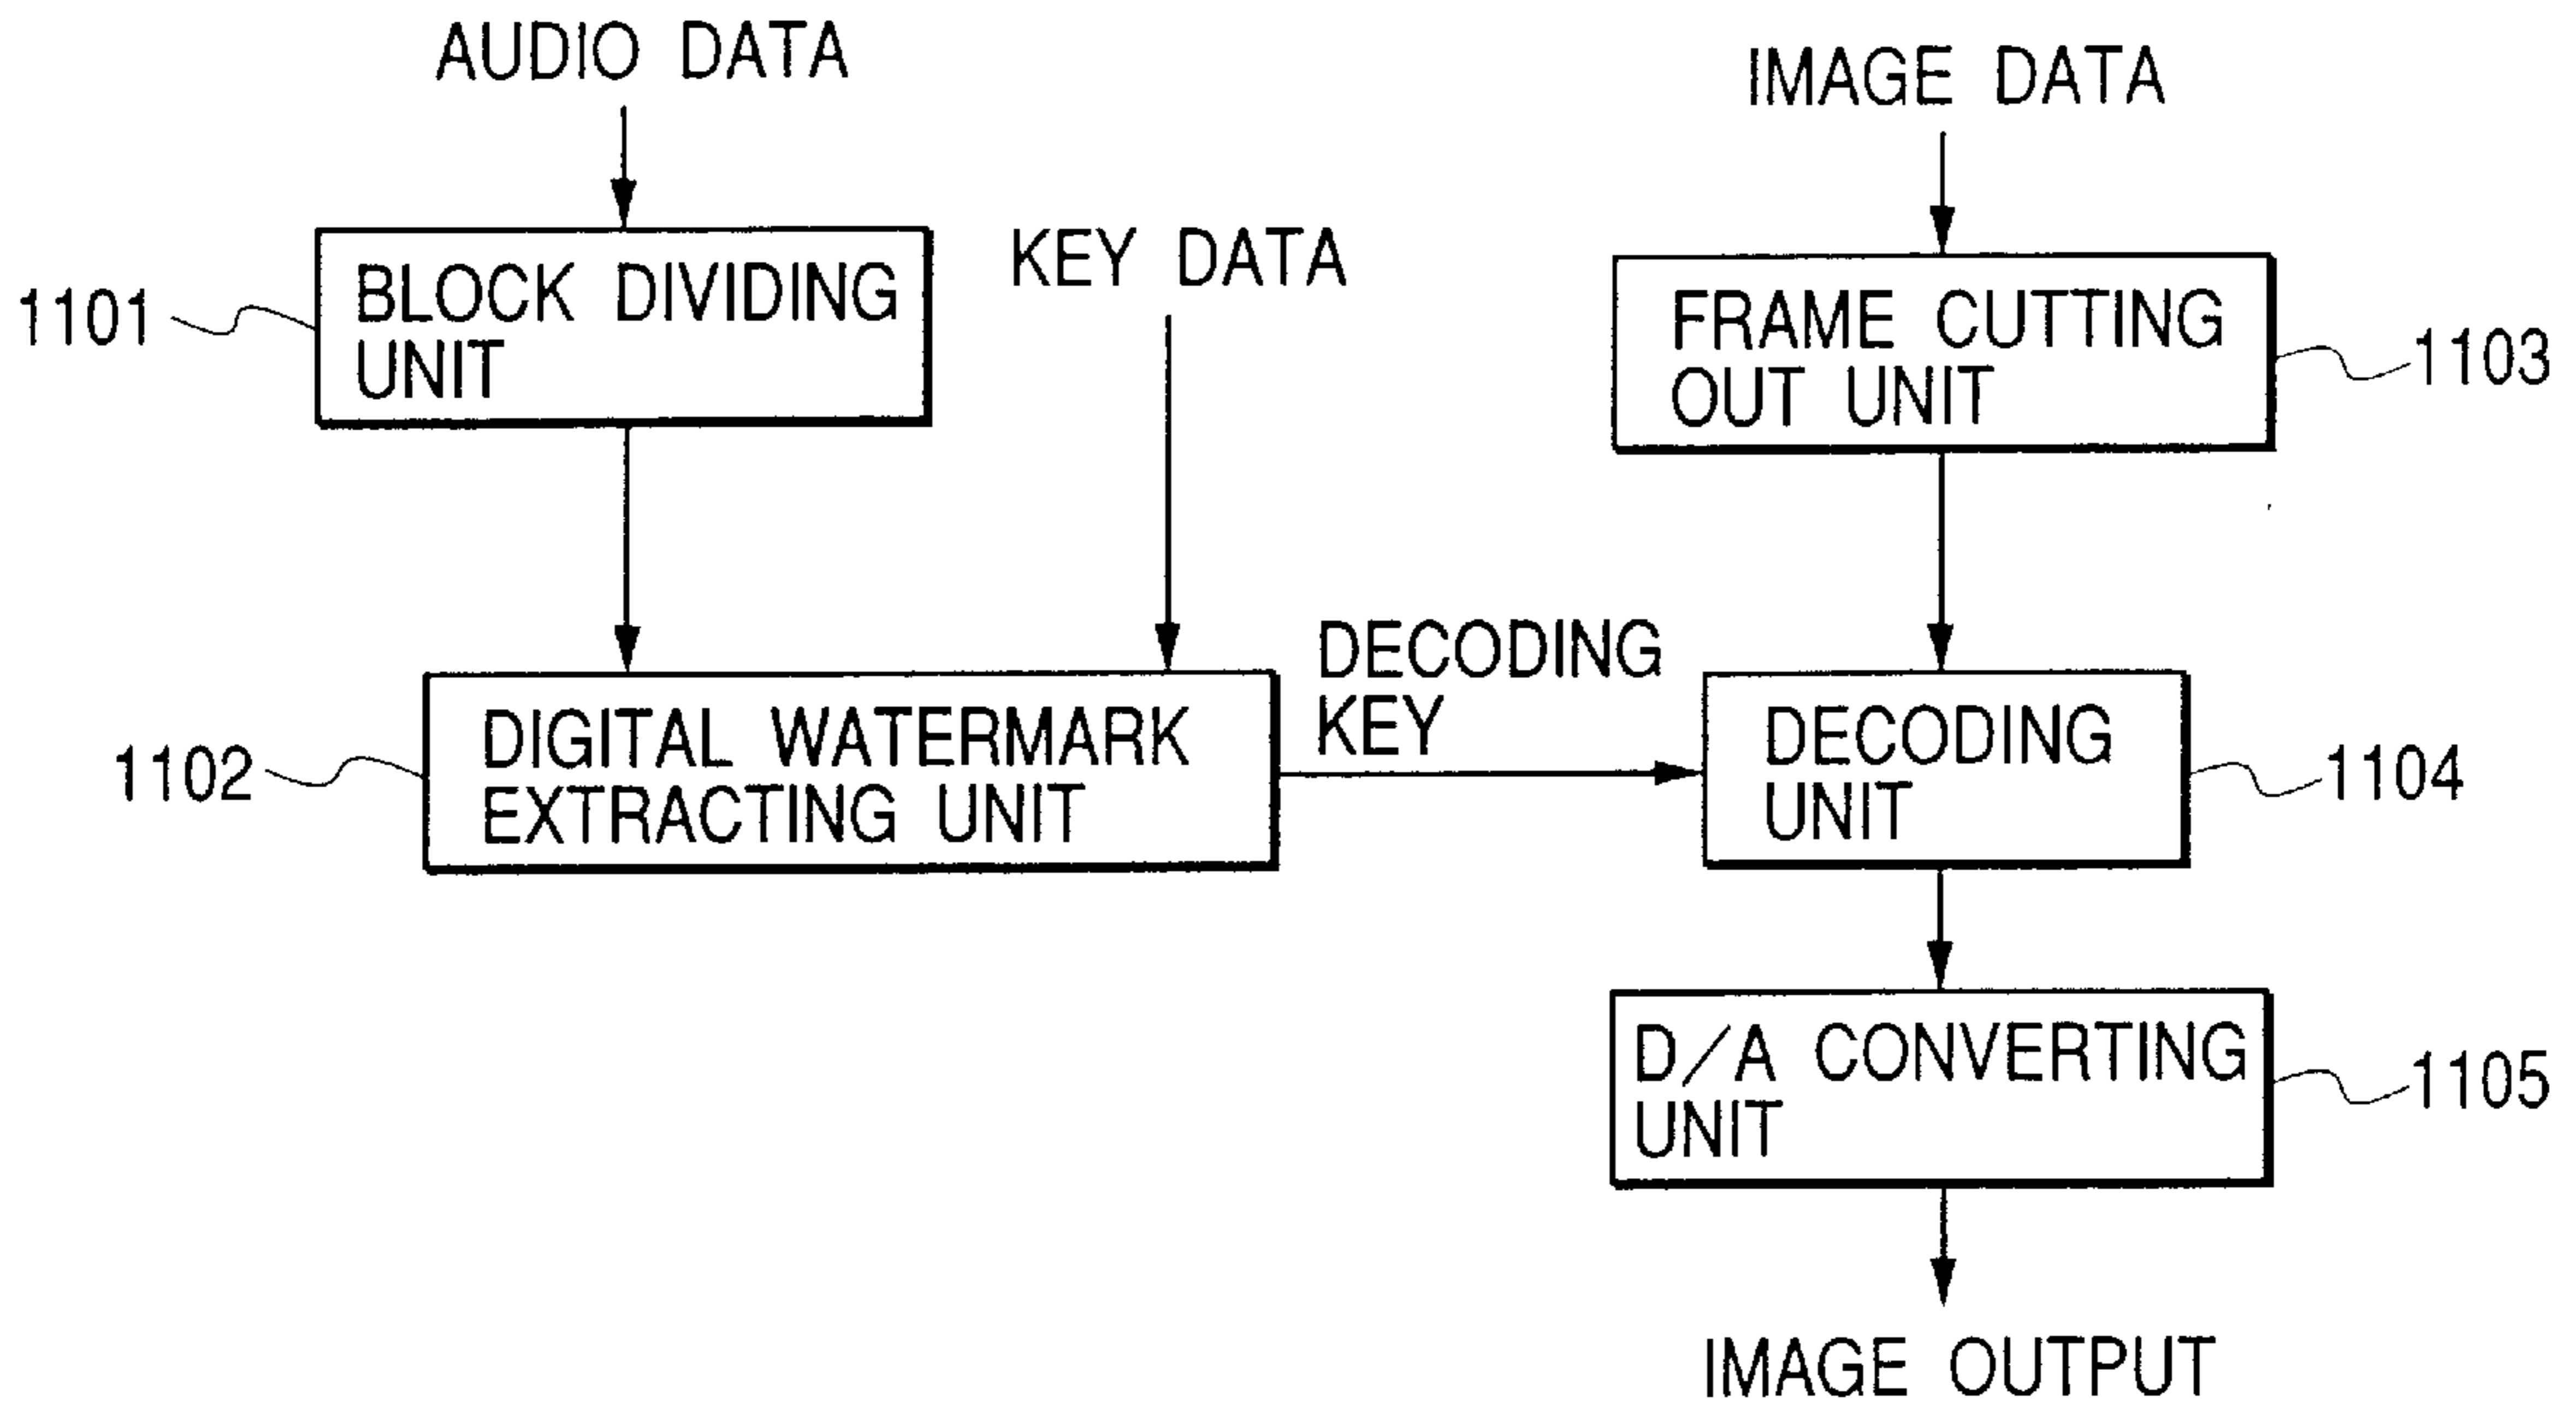 AUDIO DATA
IMAGE DATA
KEY DATA
1101
BLOCK DIVIDING
UNIT
FRAME CUTTING
OUT UNIT
1103
DECODING
KEY
1102
DIGITAL WATERMARK
EXTRACTING UNIT
DECODING
UNIT
1104
D/A CONVERTING
UNIT
1105
IMAGE OUTPUT